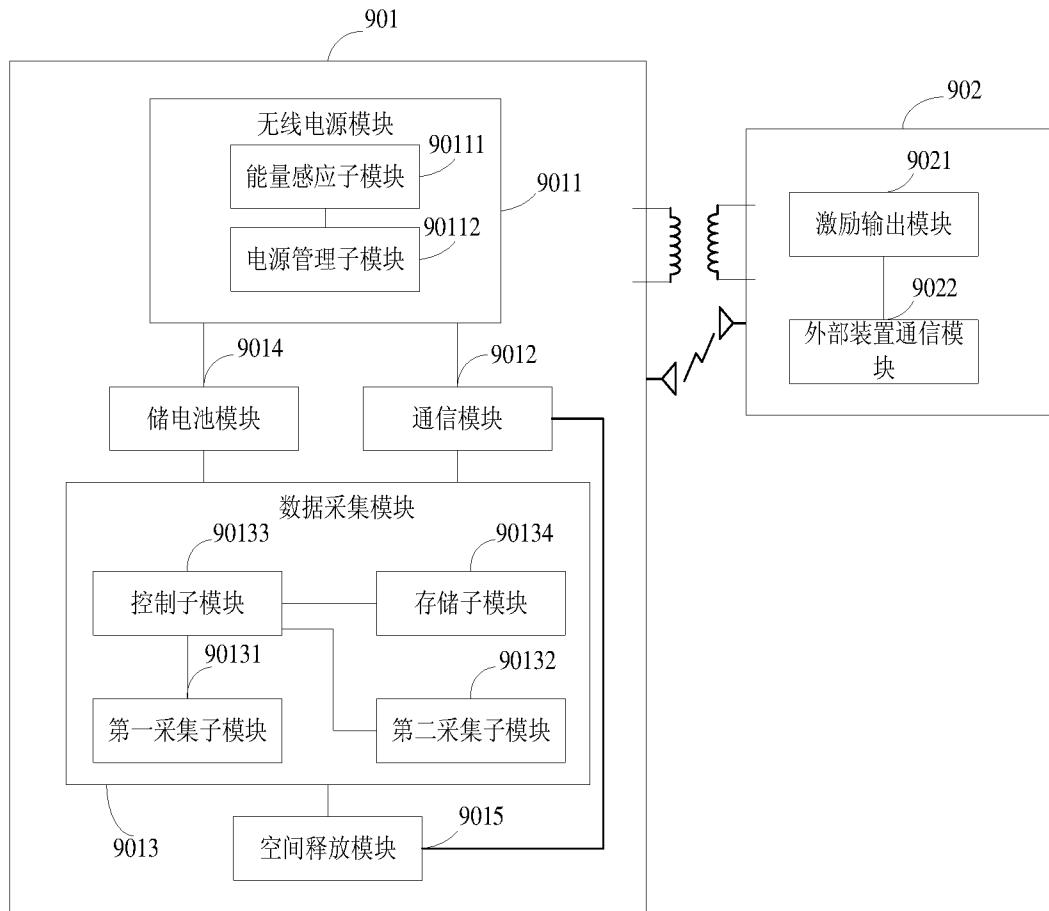 901
902
无线电源模块
90111
能量感应子模块
9011
90112
电源管理子模块
9021
激励输出模块
9022
外部装置通信模
块
9014
9012
储电池模块
通信模块
数据采集模块
90133
90134
控制子模块
存储子模块
90131
90132
第一采集子模块
第二采集子模块
9013
9015
空间释放模块